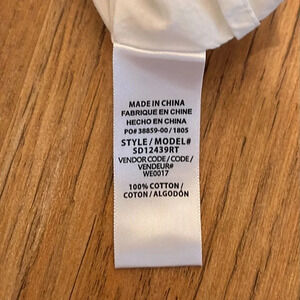 MADE IN CHINA
FABRIQUE EN CHINE
HECHO EN CHINA
PO# 38859-00 / 1805
STYLE / MODEL#
SD12439RT
VENDOR CODE / CODE /
VENDEUR#
WE0017
100% COTTON /
COTON / ALGODÓN